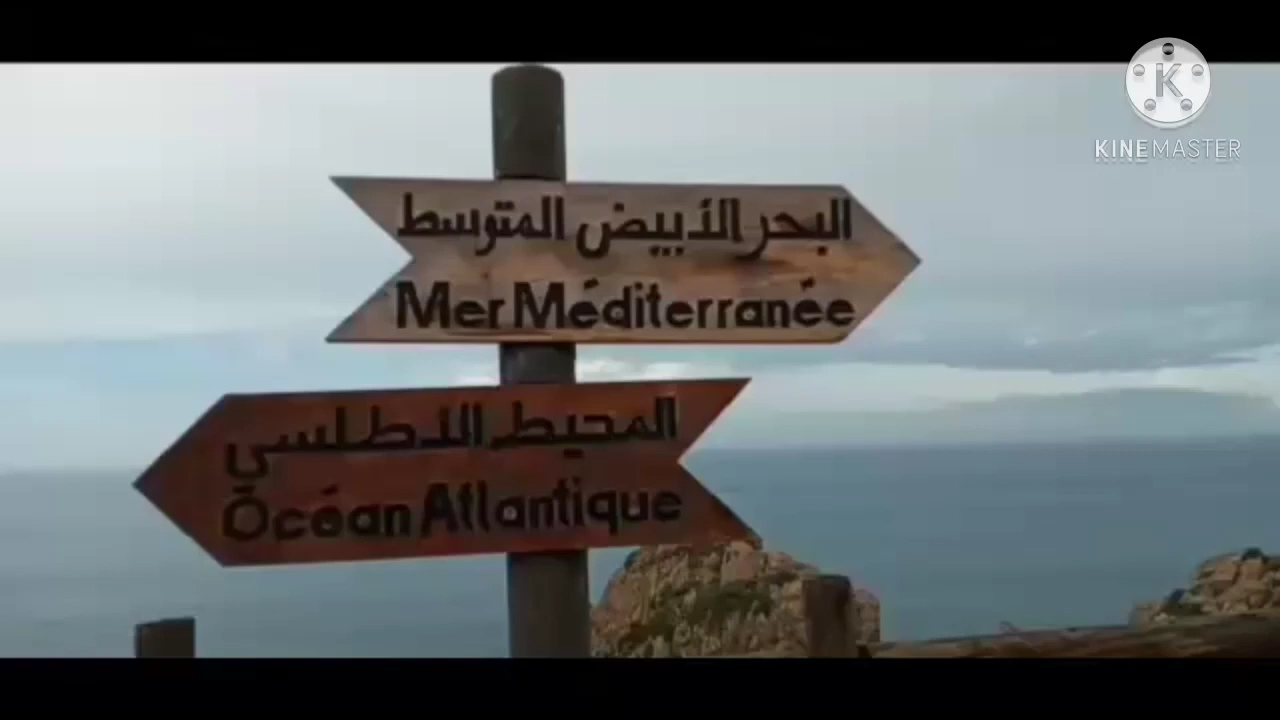 K
KINEMASTER
البحر الأبيض المتوسط
Mer Méditerranée
المحيط الأطلسي
Océan Atlantique